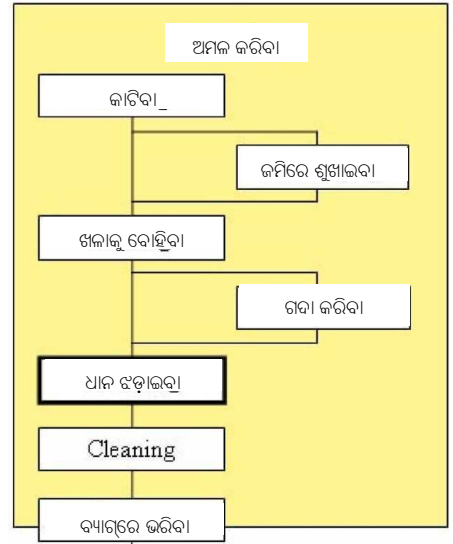 ଅମଳ କରିବା
କାଟିବା_
ଜମିରେ ଶୁଖାଇବା
ଖଳାକୁ ବୋହିବା
ଗଦା କରିବା
ଧାନ ଝଡ଼ାଇବା
Cleaning
ବ୍ୟାଗ୍‌ରେ ଭରିବା